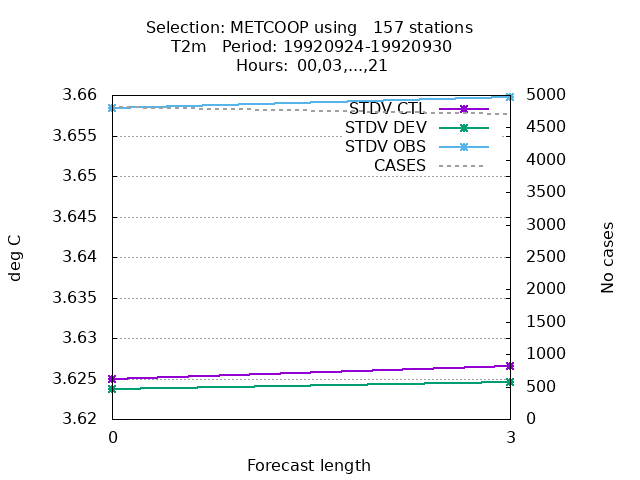 Selection: METCOOP using   157 stations
T2m   Period: 19920924-19920930
Hours: 00,03,...,21
3.66
3.655
3.65
3.645
3.64
3.635
3.63
3.625
3.62
5000
4500
4000
3500
3000
2500
2000
1500
1000
500
0
STDV CTL
STDV DEV
STDV OBS
CASES
deg C
No cases
0
3
Forecast length